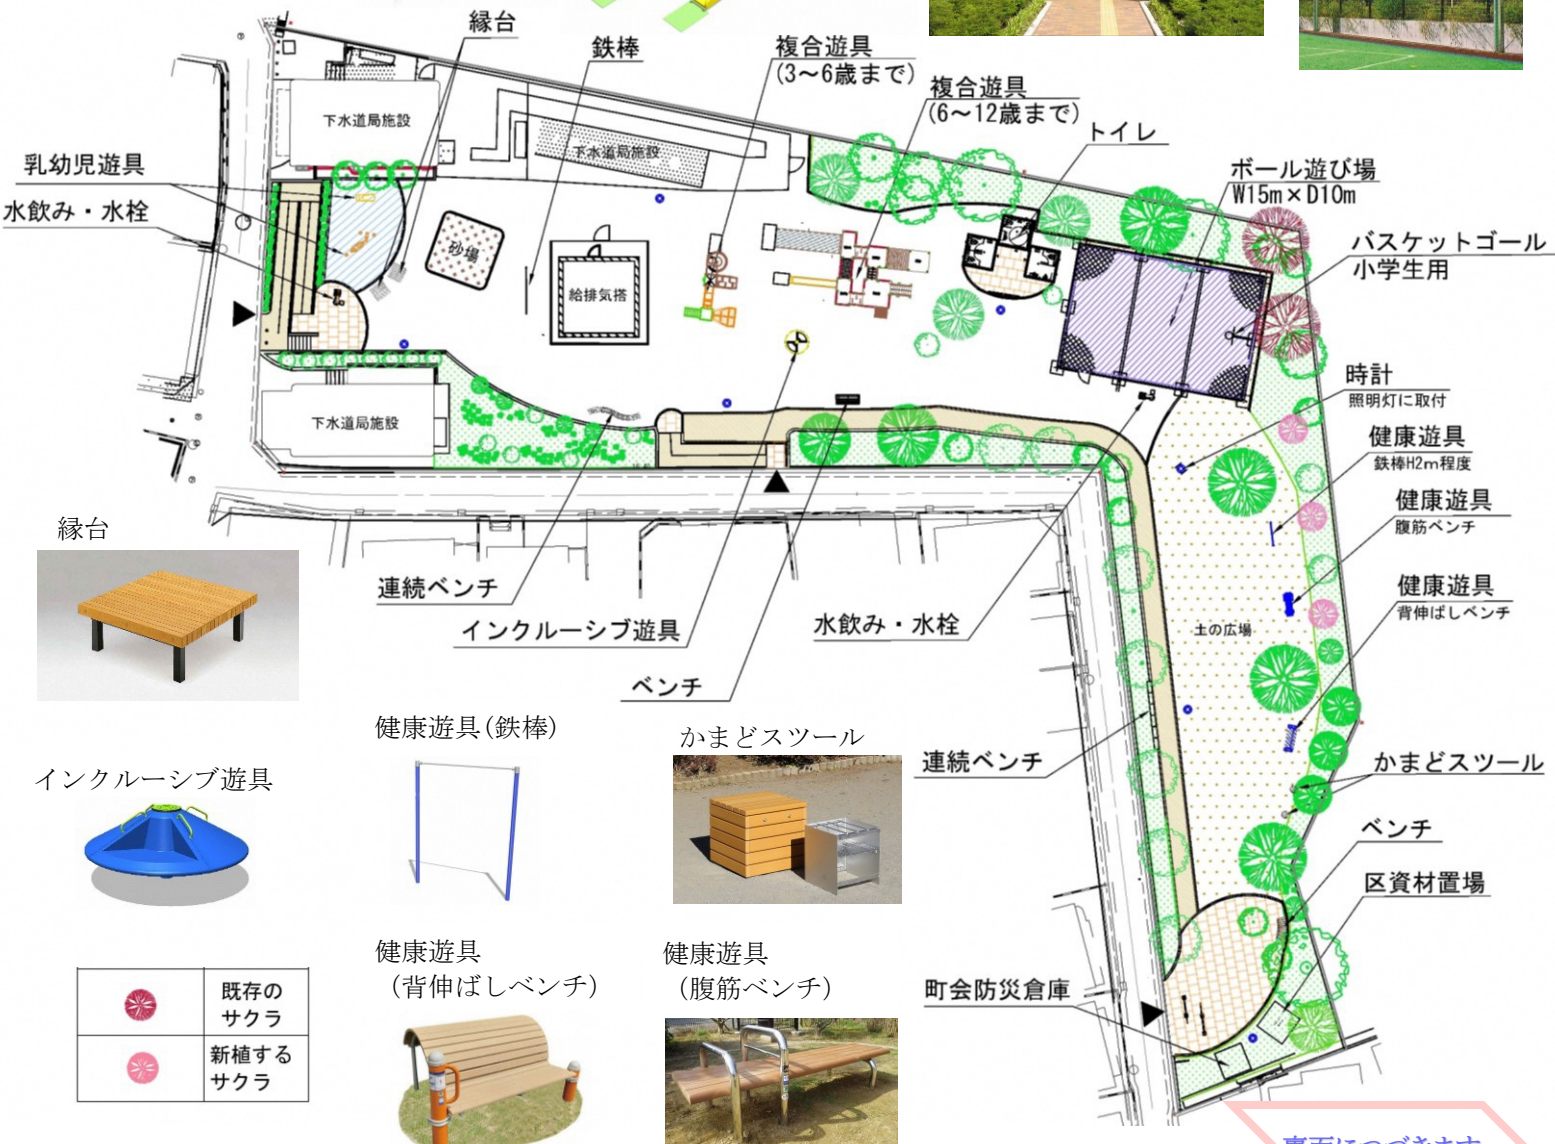 縁台
鉄棒
複合遊具
(3～6歳まで)
複合遊具
(6～12歳まで)
トイレ
ボール遊び場
W15m×D10m
バスケットゴール
小学生用
下水道局施設
下水道局施設
乳幼児遊具
水飲み・水栓
砂場
給排気搭
時計
照明灯に取付
下水道局施設
健康遊具
鉄棒H2m程度
健康遊具
腹筋ベンチ
健康遊具
背伸ばしベンチ
土の広場
連続ベンチ
インクルーシブ遊具
水飲み・水栓
ベンチ
連続ベンチ
かまどスツール
ベンチ
区資材置場
町会防災倉庫
縁台
インクルーシブ遊具
健康遊具(鉄棒)
かまどスツール
健康遊具
(背伸ばしベンチ)
健康遊具
(腹筋ベンチ)
既存の
サクラ
新植する
サクラ
裏面につづきます